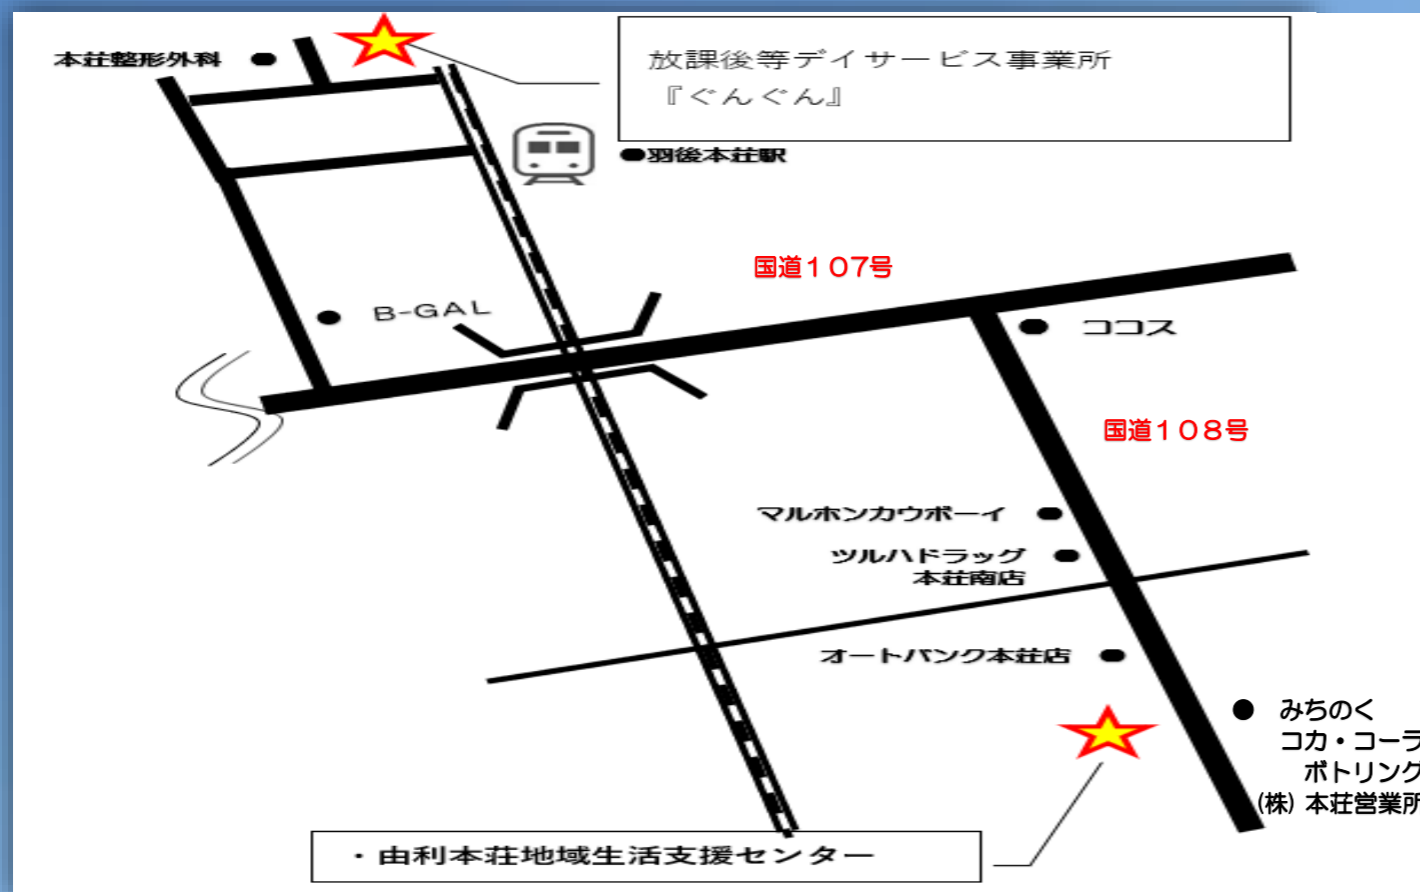 本荘整形外科
放課後等デイサービス事業所
『ぐんぐん』
羽後本荘駅
国道107号
B-GAL
ココス
国道108号
マルホンカウボーイ
ツルハドラッグ
本荘南店
オートバンク本荘店
みちのく
コカ・コーラ
ボトリング
(株) 本荘営業所
・由利本荘地域生活支援センター